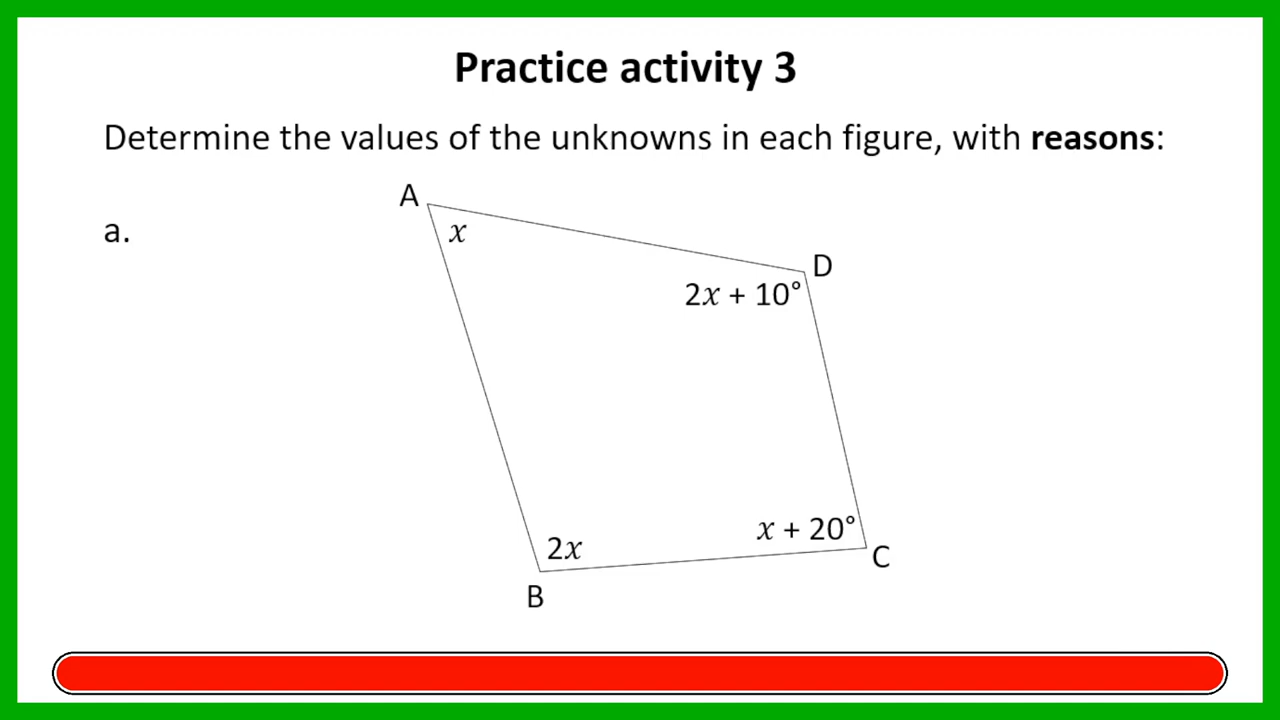 Practice activity 3
Determine the values of the unknowns in each figure, with reasons:
A
a.
x
D
2x + 10°
x + 20°
2x
C
B